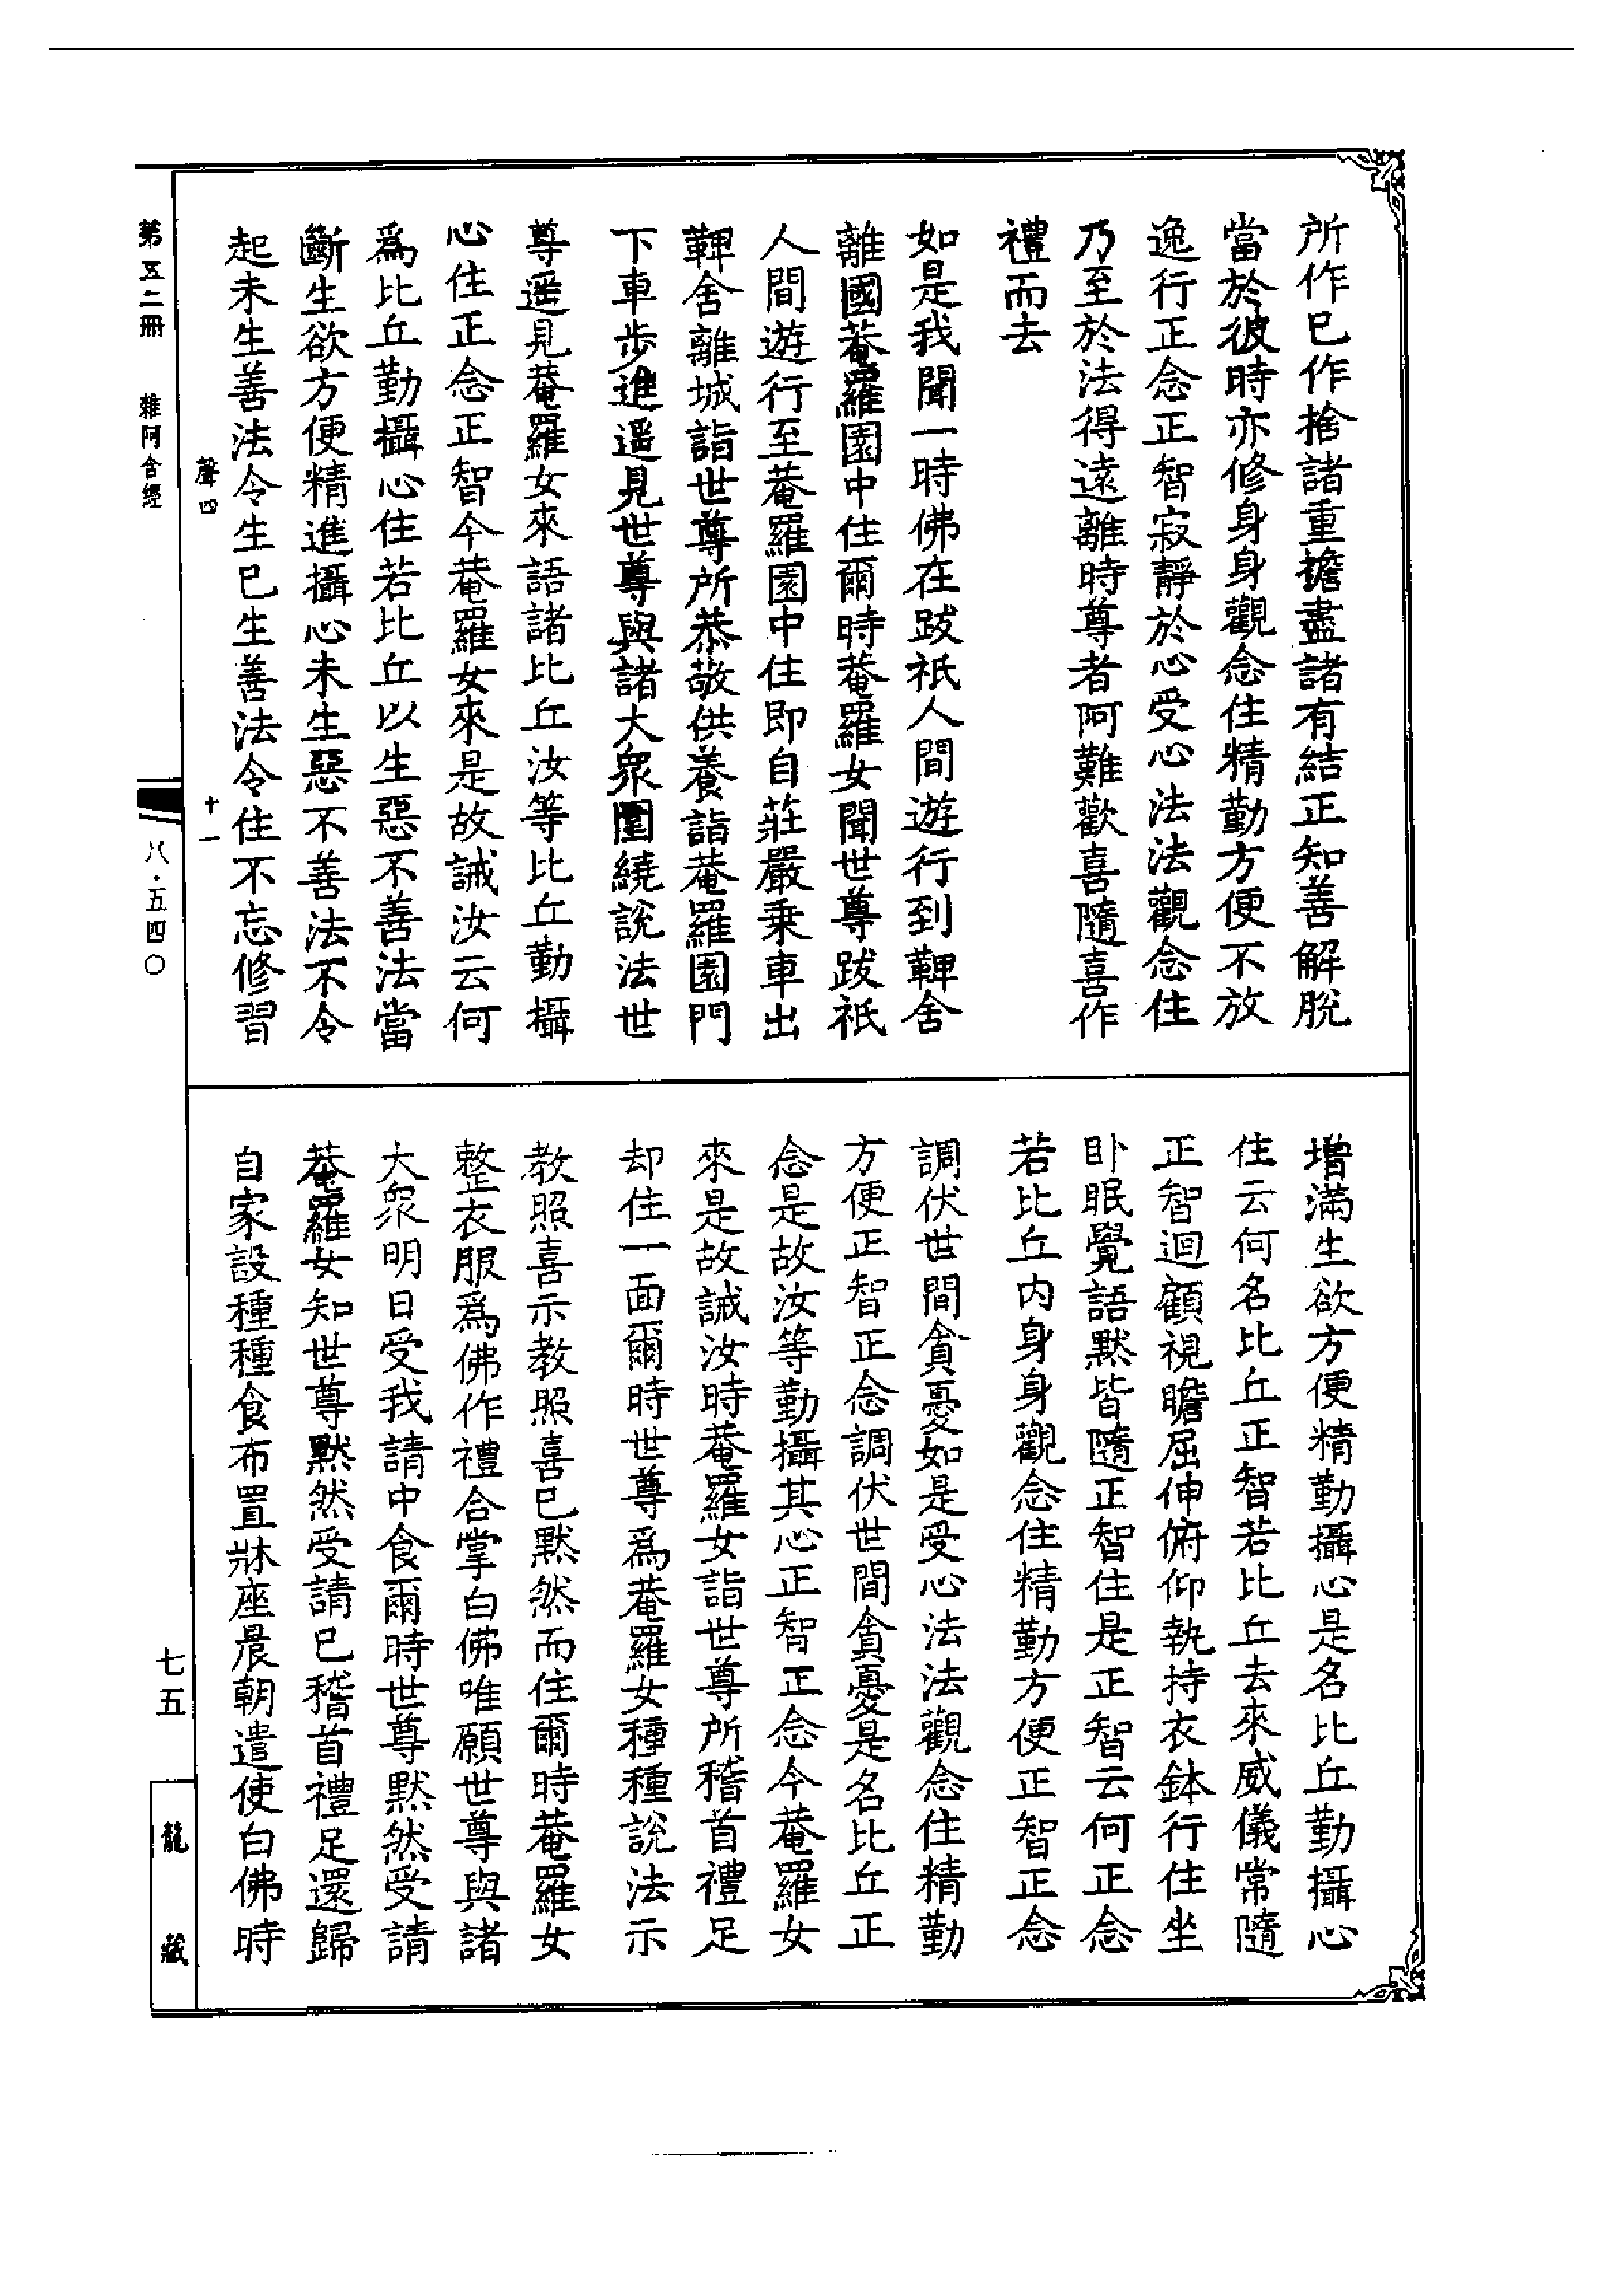 所作已作捨諸重擔盡諸有結正知善解脫
當於彼時亦修身身觀念住精勤方便不放
逸行正念正智寂靜於心受心法法觀念住
乃至於法得遠離時尊者阿難歡喜隨喜作
禮而去
如是我聞一時佛在跋祇人間遊行到鞞舍
離國菴羅園中住爾時菴羅女聞世尊跋祇
人間遊行至菴羅園中住即自莊嚴乗車出
鞞舍離城詣世尊所恭敬供養詣菴羅園門
下車步進遥見世尊與諸大衆圍繞說法世
尊遥見菴羅女來語諸比丘汝等比丘勤攝
心住正念正智今菴羅女來是故誡汝云何
爲比丘勤攝心住若比丘以生惡不善法當
斷生欲方便精進攝心未生惡不善法不令
起未生善法令生已生善法令住不忘修習
增滿生欲方便精勤攝心是名比丘勤攝心
住云何名比丘正智若比丘去來威儀常隨
正智迴顧視瞻屈伸俯仰執持衣鉢行住坐
卧眠覺語默皆隨正智住是正智云何正念
若比丘内身身觀念住精勤方便正智正念
調伏世間貪憂如是受心法法觀念住精勤
方便正智正念調伏世間貪憂是名比丘正
念是故汝等勤攝其心正智正念今菴羅女
來是故誡汝時菴羅女詣世尊所稽首禮足
却住一面爾時世尊爲菴羅女種種說法示
教照喜示教照喜已默然而住爾時菴羅女
整衣服爲佛作禮合掌白佛唯願世尊與諸
大衆明日受我請中食爾時世尊默然受請
菴羅女知世尊默然受請已稽首禮足還歸
自家設種種食布置牀座晨朝遣使白佛時
聲四
十一
第五二冊 雜阿含經
八·五四〇
七五
龍藏